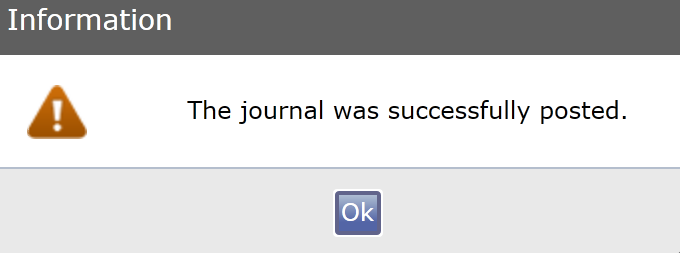 Information
The journal was successfully posted.
Ok